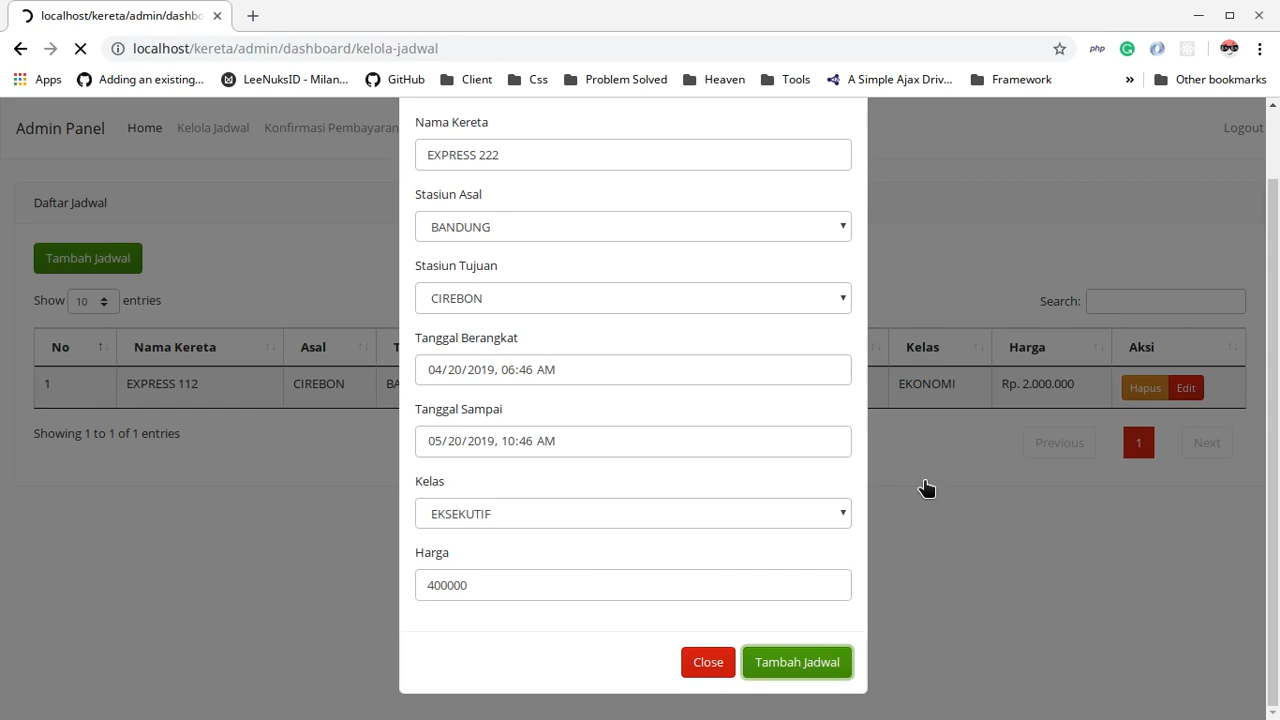 localhost/kereta/admin/dashbo
localhost/kereta/admin/dashboard/kelola-jadwal
php
Apps Adding an existing... LeeNuksID - Milan... GitHub Client Css Problem Solved Heaven Tools A Simple Ajax Driv... Framework » Other bookmarks
Admin Panel Home Kelola Jadwal Konfirmasi Pembayaran Logout
Daftar Jadwal
Tambah Jadwal
Show 10 entries
Search:
No Nama Kereta Asal T Kelas Harga Aksi
1 EXPRESS 112 CIREBON BA EKONOMI Rp. 2.000.000 Hapus Edit
Showing 1 to 1 of 1 entries
Previous 1 Next
Nama Kereta
EXPRESS 222
Stasiun Asal
BANDUNG
Stasiun Tujuan
CIREBON
Tanggal Berangkat
04/20/2019, 06:46 AM
Tanggal Sampai
05/20/2019, 10:46 AM
Kelas
EKSEKUTIF
Harga
400000
Close Tambah Jadwal